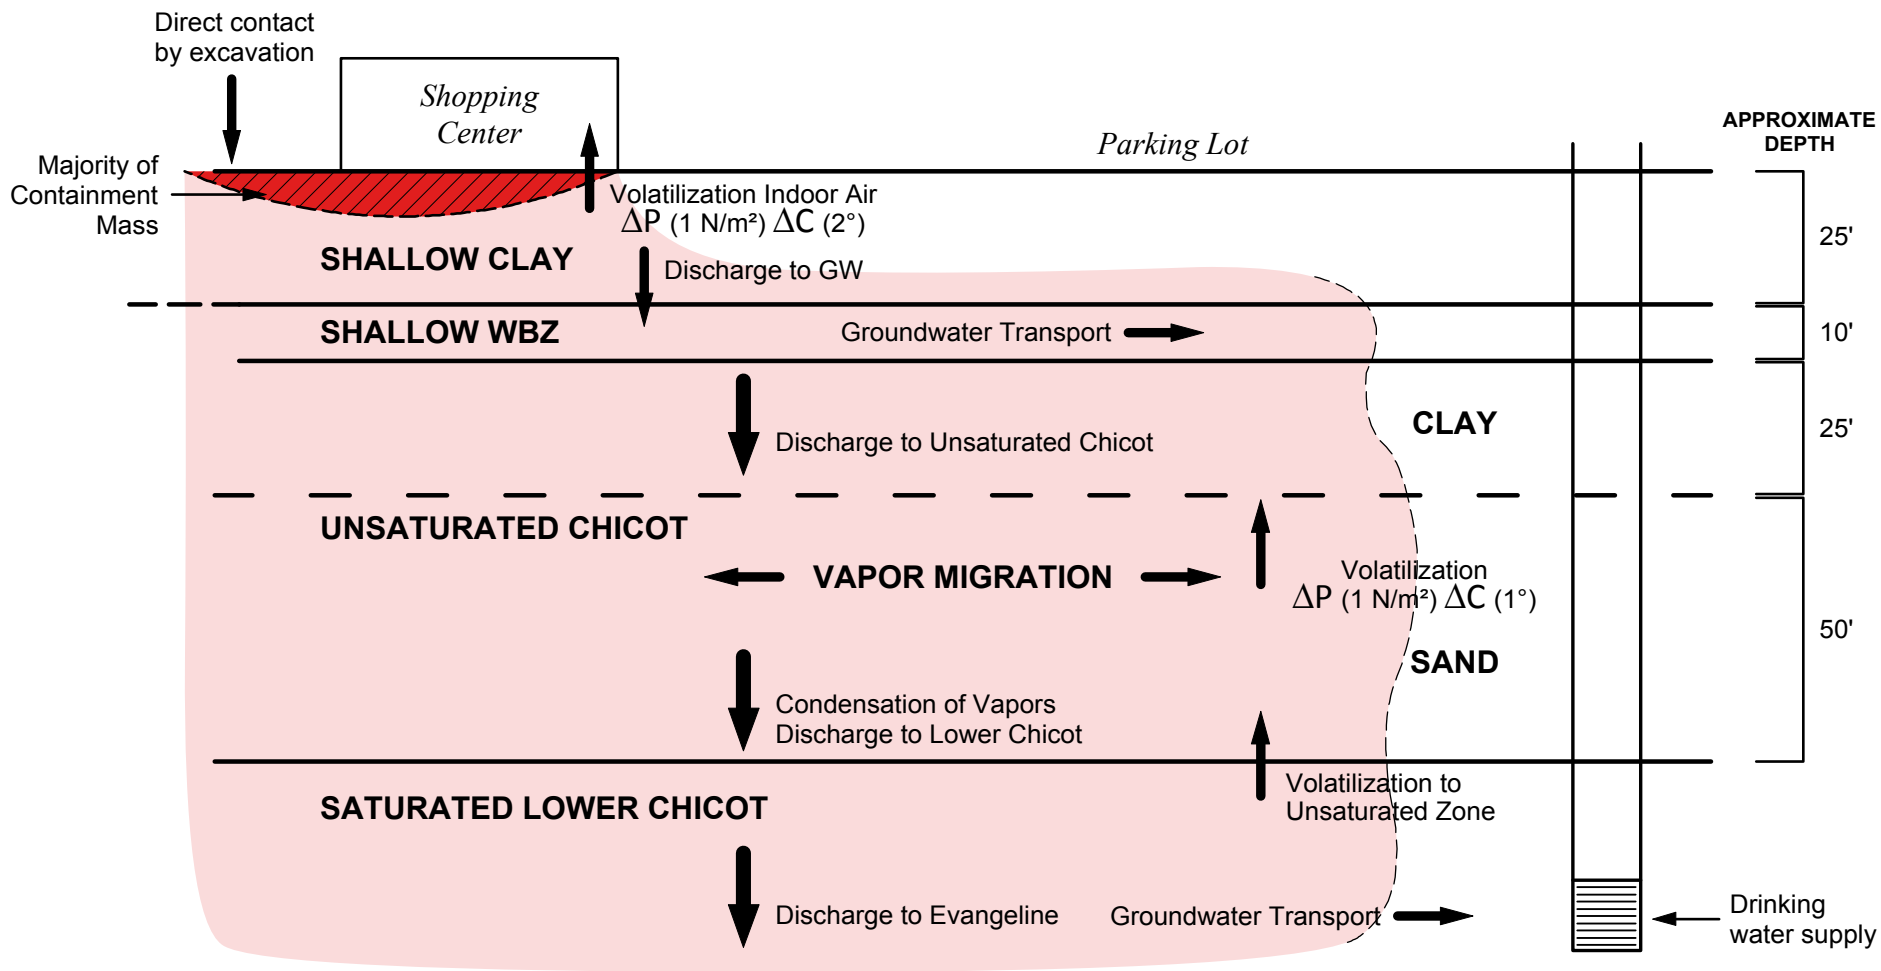 Direct contact
by excavation
Shopping
Center
Parking Lot
APPROXIMATE
DEPTH
Majority of
Containment
Mass
Volatilization Indoor Air
ΔP (1 N/m²) ΔC (2°)
25'
SHALLOW CLAY
Discharge to GW
SHALLOW WBZ
Groundwater Transport
10'
CLAY
25'
Discharge to Unsaturated Chicot
UNSATURATED CHICOT
VAPOR MIGRATION
Volatilization
ΔP (1 N/m²) ΔC (1°)
50'
SAND
Condensation of Vapors
Discharge to Lower Chicot
Volatilization to
Unsaturated Zone
SATURATED LOWER CHICOT
Discharge to Evangeline
Groundwater Transport
Drinking
water supply